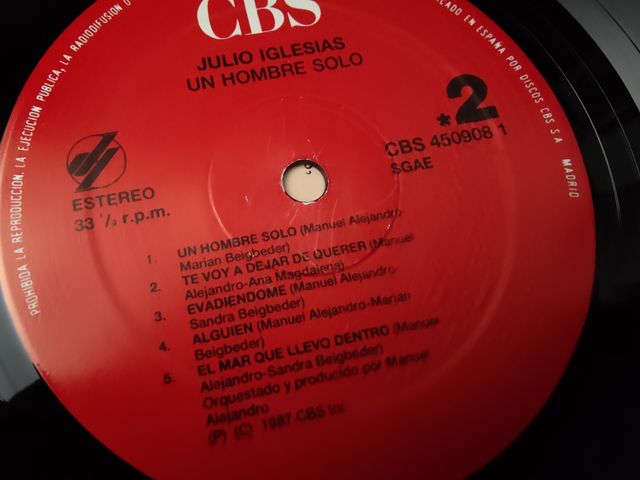 PROHIBIDA LA REPRODUCCION, LA EJECUCION PUBLICA, LA RADIODIFUSION O
CADO EN ESPAÑA POR DISCOS CBS S.A. MADRID
CBS
JULIO IGLESIAS
UN HOMBRE SOLO
*2
CBS 450908 1
SGAE
ESTEREO
33 1/3 r.p.m.
1. UN HOMBRE SOLO (Manuel Alejandro-
Marian Beigbeder)
2. TE VOY A DEJAR DE QUERER (Manuel
Alejandro-Ana Magdalena)
3. EVADIENDOME (Manuel Alejandro-
Sandra Beigbeder)
4. ALGUIEN (Manuel Alejandro-Marian
Beigbeder)
5. EL MAR QUE LLEVO DENTRO (Manuel
Alejandro-Sandra Beigbeder)
Orquestado y producido por Manuel
Alejandro
(P) (C) 1987 CBS Inc